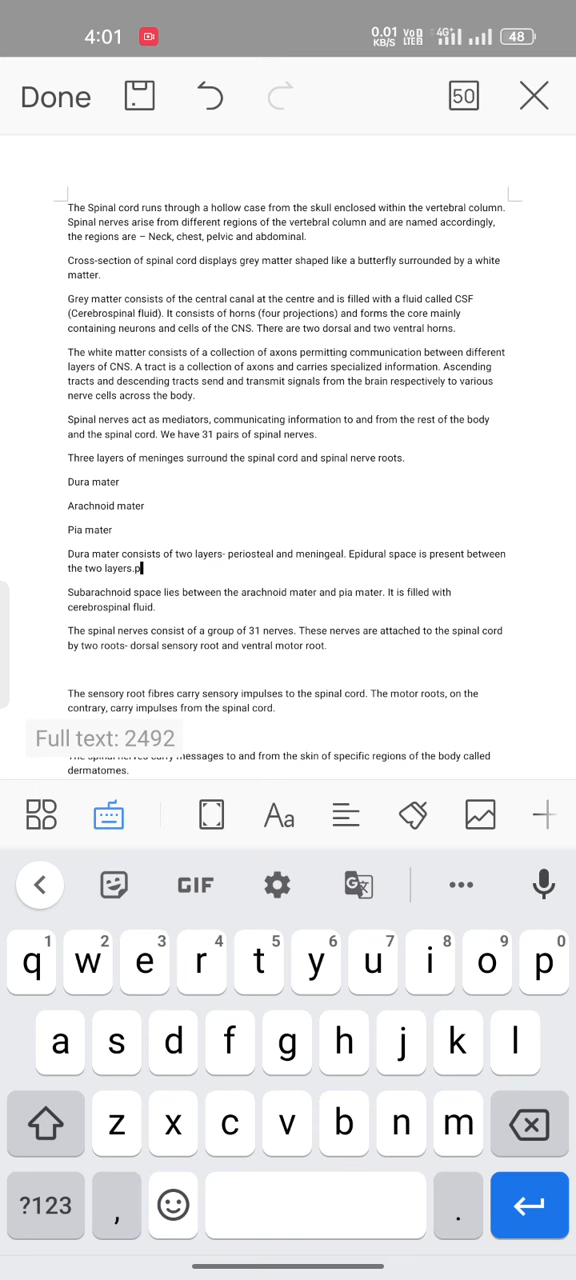 4:01
0.01 KB/S VoD LTE2 4G+ 48
Done 50
The Spinal cord runs through a hollow case from the skull enclosed within the vertebral column.
Spinal nerves arise from different regions of the vertebral column and are named accordingly,
the regions are – Neck, chest, pelvic and abdominal.
Cross-section of spinal cord displays grey matter shaped like a butterfly surrounded by a white
matter.
Grey matter consists of the central canal at the centre and is filled with a fluid called CSF
(Cerebrospinal fluid). It consists of horns (four projections) and forms the core mainly
containing neurons and cells of the CNS. There are two dorsal and two ventral horns.
The white matter consists of a collection of axons permitting communication between different
layers of CNS. A tract is a collection of axons and carries specialized information. Ascending
tracts and descending tracts send and transmit signals from the brain respectively to various
nerve cells across the body.
Spinal nerves act as mediators, communicating information to and from the rest of the body
and the spinal cord. We have 31 pairs of spinal nerves.
Three layers of meninges surround the spinal cord and spinal nerve roots.
Dura mater
Arachnoid mater
Pia mater
Dura mater consists of two layers- periosteal and meningeal. Epidural space is present between
the two layers.p
Subarachnoid space lies between the arachnoid mater and pia mater. It is filled with
cerebrospinal fluid.
The spinal nerves consist of a group of 31 nerves. These nerves are attached to the spinal cord
by two roots- dorsal sensory root and ventral motor root.
The sensory root fibres carry sensory impulses to the spinal cord. The motor roots, on the
contrary, carry impulses from the spinal cord.
Full text: 2492
The spinal nerves carry messages to and from the skin of specific regions of the body called
dermatomes.
Aa
GIF
1 2 3 4 5 6 7 8 9 0
q w e r t y u i o p
a s d f g h j k l
z x c v b n m
?123 , .